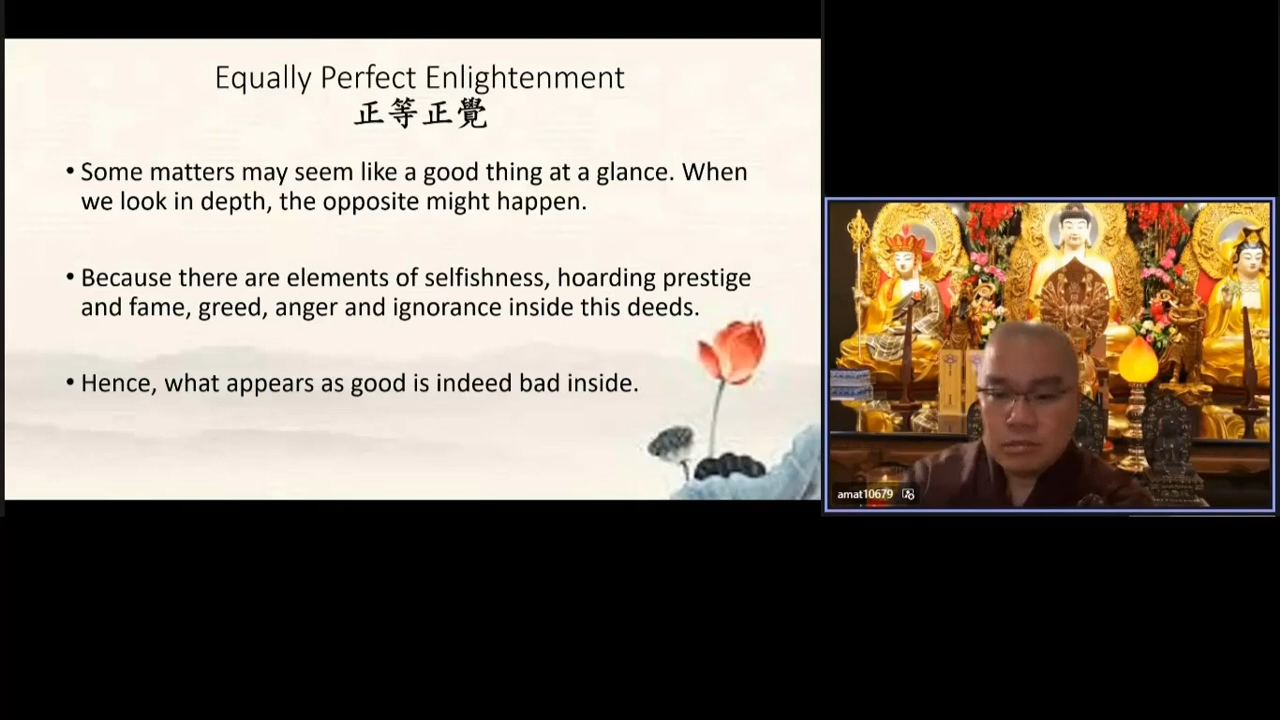 Equally Perfect Enlightenment
正等正覺
• Some matters may seem like a good thing at a glance. When
we look in depth, the opposite might happen.
• Because there are elements of selfishness, hoarding prestige
and fame, greed, anger and ignorance inside this deeds.
• Hence, what appears as good is indeed bad inside.
amat10679